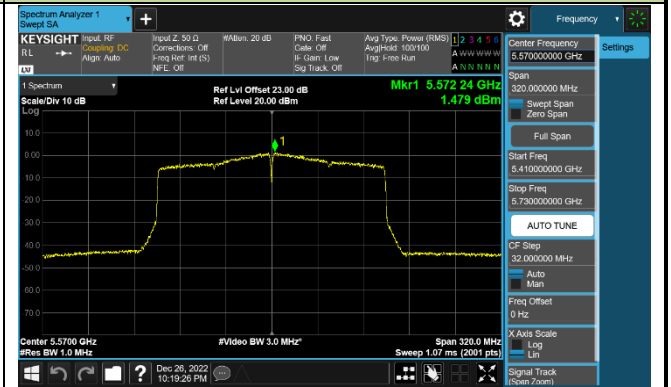 Spectrum Analyzer 1
Swept SA
+
Frequency
KEYSIGHT
RL
LXI
Input: RF
Coupling: DC
Align: Auto
Input Z: 50 Ω
Corrections: Off
Freq Ref: Int (S)
NFE: Off
#Atten: 20 dB
PNO: Fast
Gate: Off
IF Gain: Low
Sig Track: Off
Avg Type: Power (RMS)
Avg|Hold: 100/100
Trig: Free Run
1 2 3 4 5 6
A W W W W W
A N N N N N
Center Frequency
5.570000000 GHz
Settings
Span
320.000000 MHz
Swept Span
Zero Span
Full Span
Start Freq
5.410000000 GHz
Stop Freq
5.730000000 GHz
AUTO TUNE
CF Step
32.000000 MHz
Auto
Man
Freq Offset
0 Hz
X Axis Scale
Log
Lin
Signal Track
(Span Zoom)
1 Spectrum
Scale/Div 10 dB
Log
Ref Lvl Offset 23.00 dB
Ref Level 20.00 dBm
Mkr1 5.572 24 GHz
1.479 dBm
1
10.0
0.00
-10.0
-20.0
-30.0
-40.0
-50.0
-60.0
-70.0
Center 5.5700 GHz
#Res BW 1.0 MHz
#Video BW 3.0 MHz*
Span 320.0 MHz
Sweep 1.07 ms (2001 pts)
?
Dec 26, 2022
10:19:26 PM